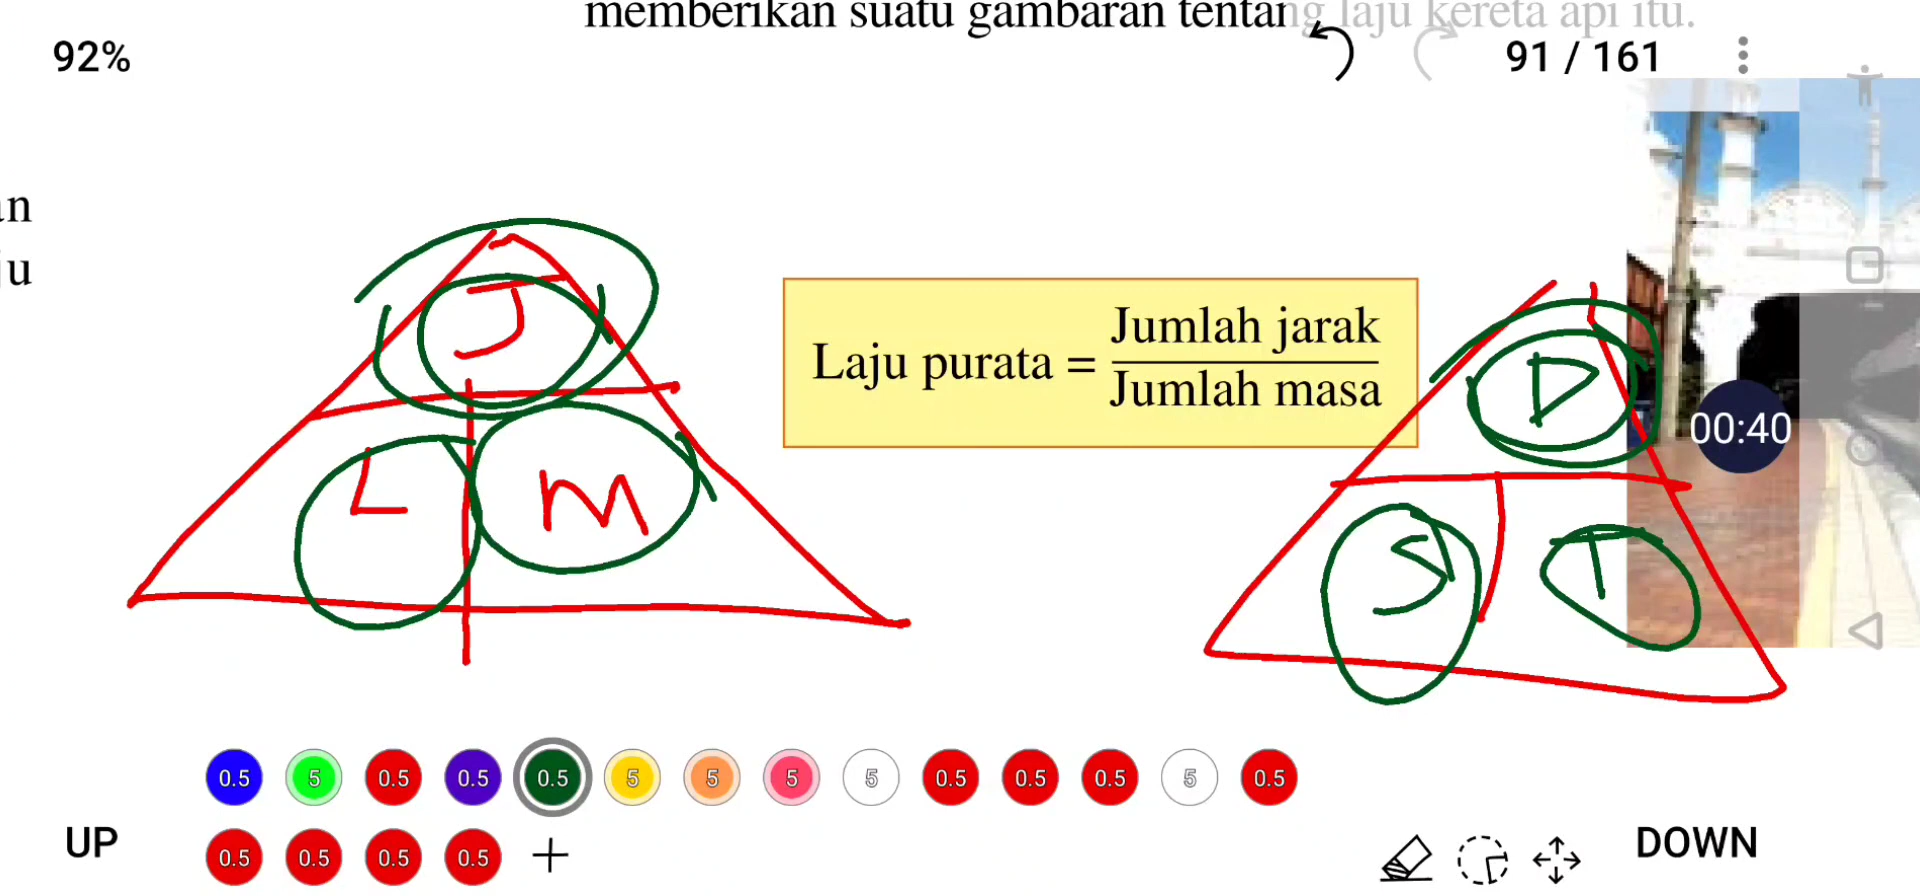 memberikan suatu gambaran tentang laju kereta api itu.
92%
91 / 161
an
ju
J
L M
Laju purata = Jumlah jarak
Jumlah masa
D
S T
00:40
0.5 5 0.5 0.5 0.5 5 5 5 5 0.5 0.5 0.5 5 0.5
UP
0.5 0.5 0.5 0.5 +
DOWN